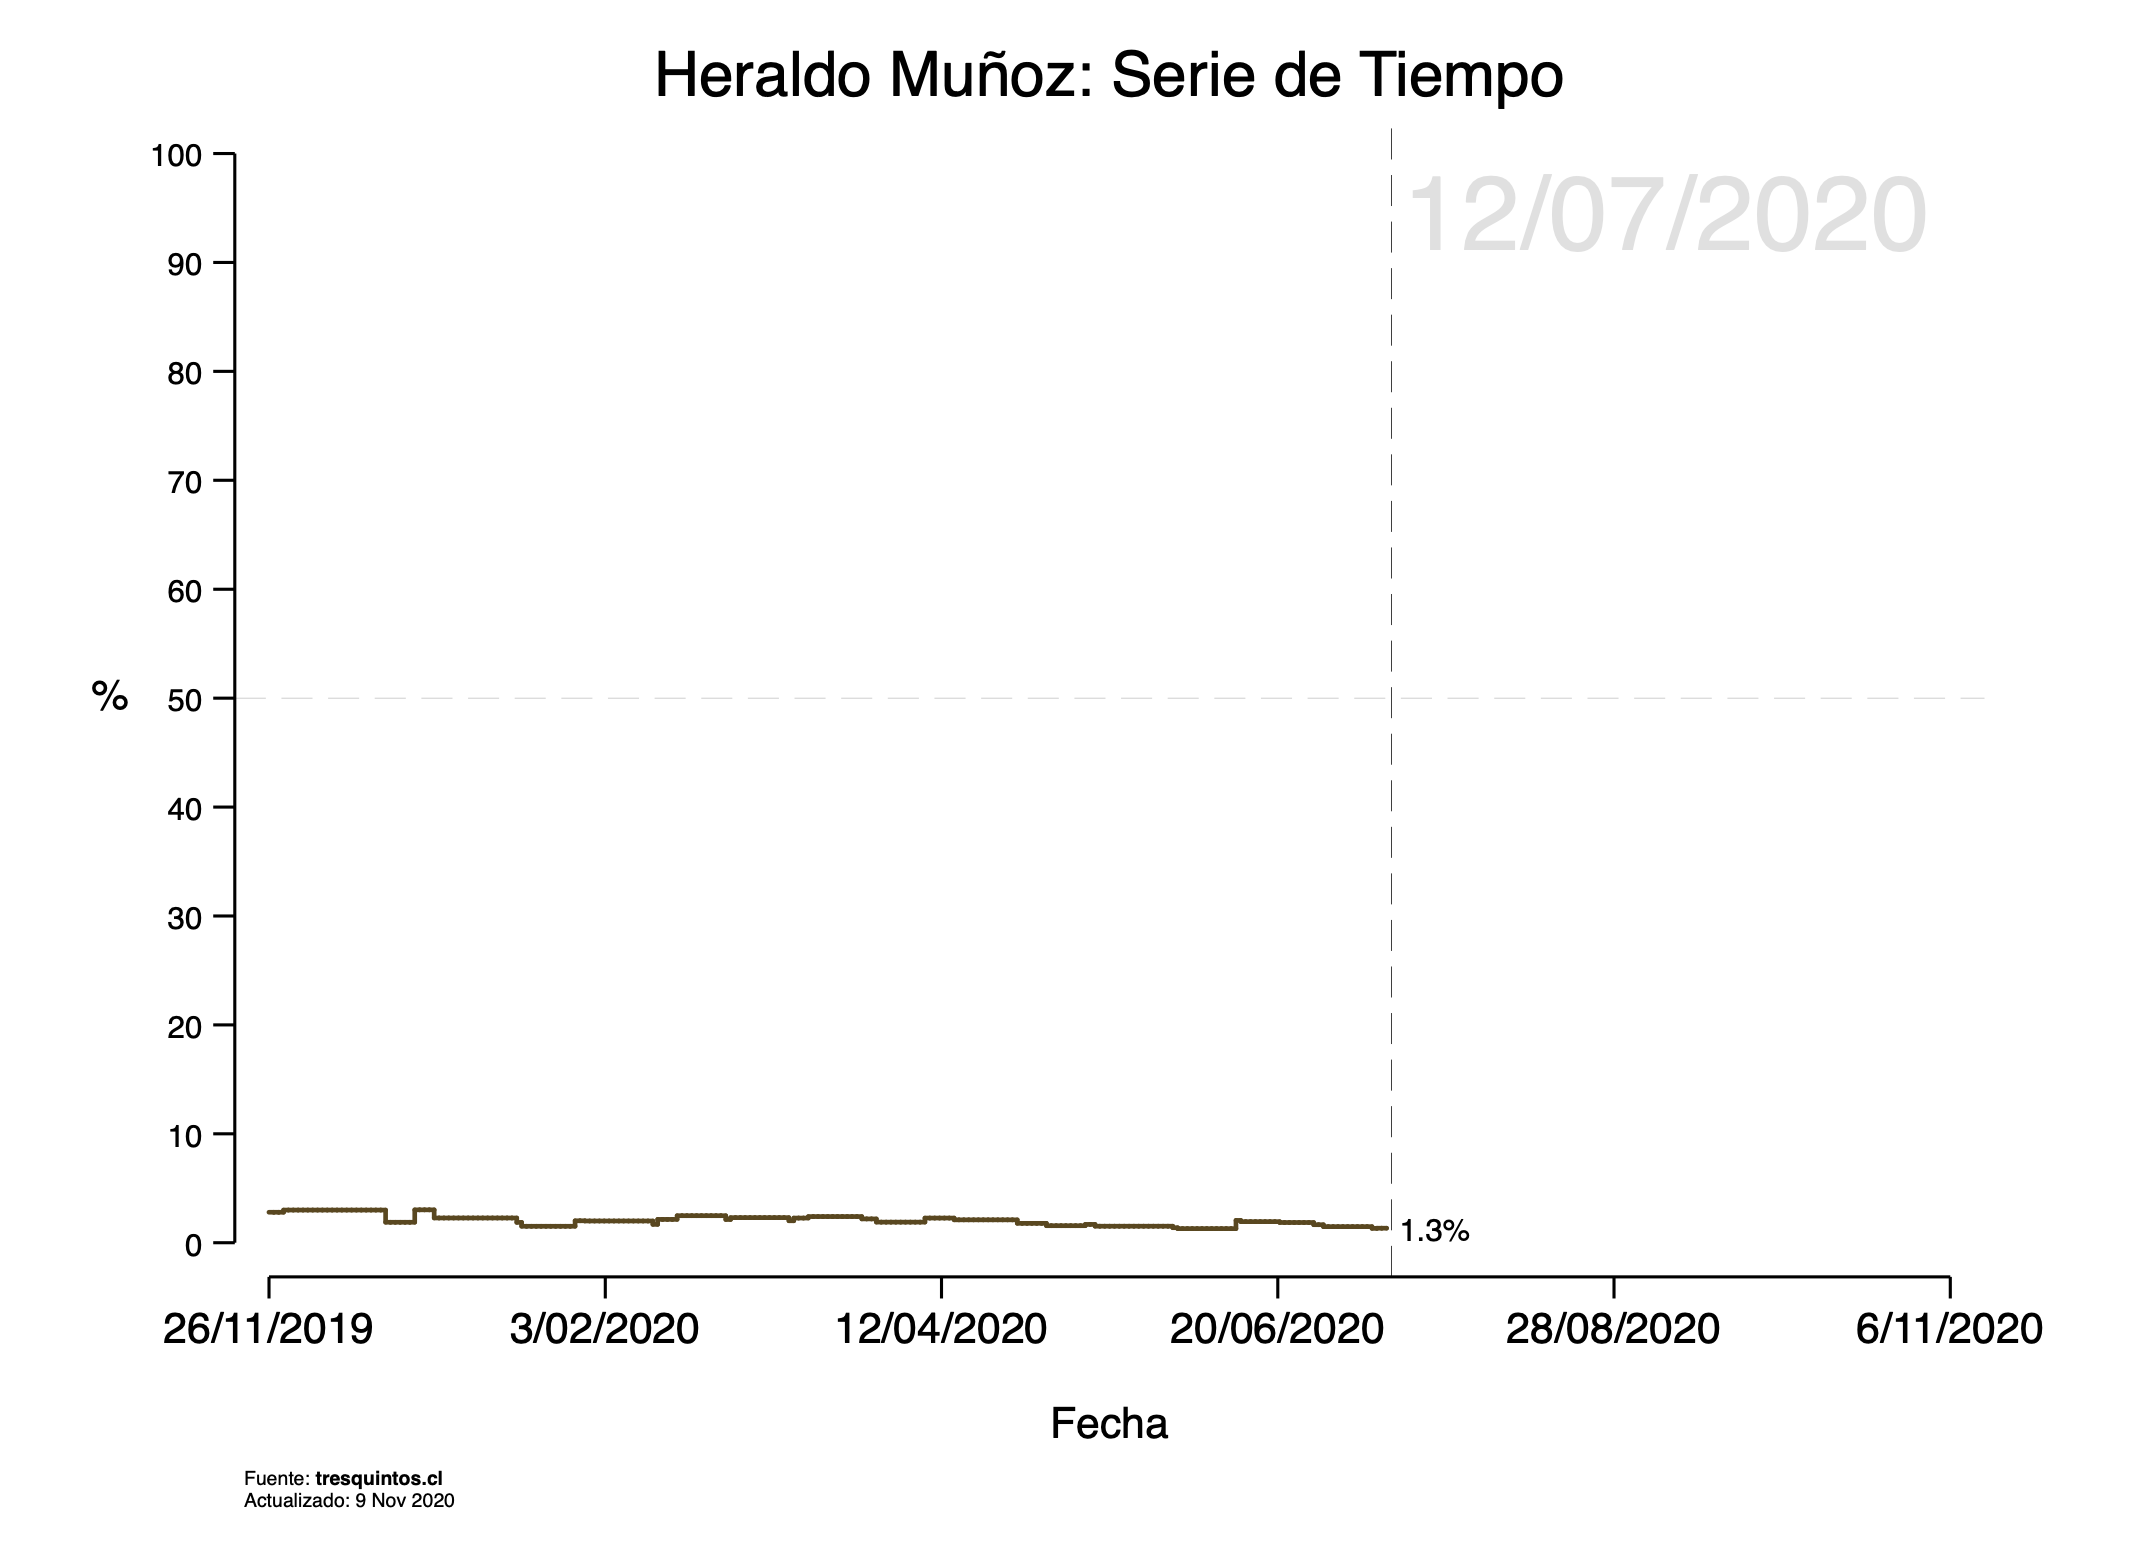 Heraldo Muñoz: Serie de Tiempo
12/07/2020
100
90
80
70
60
50
40
30
20
10
0
%
1.3%
26/11/2019 3/02/2020 12/04/2020 20/06/2020 28/08/2020 6/11/2020
Fecha
Fuente: tresquintos.cl
Actualizado: 9 Nov 2020